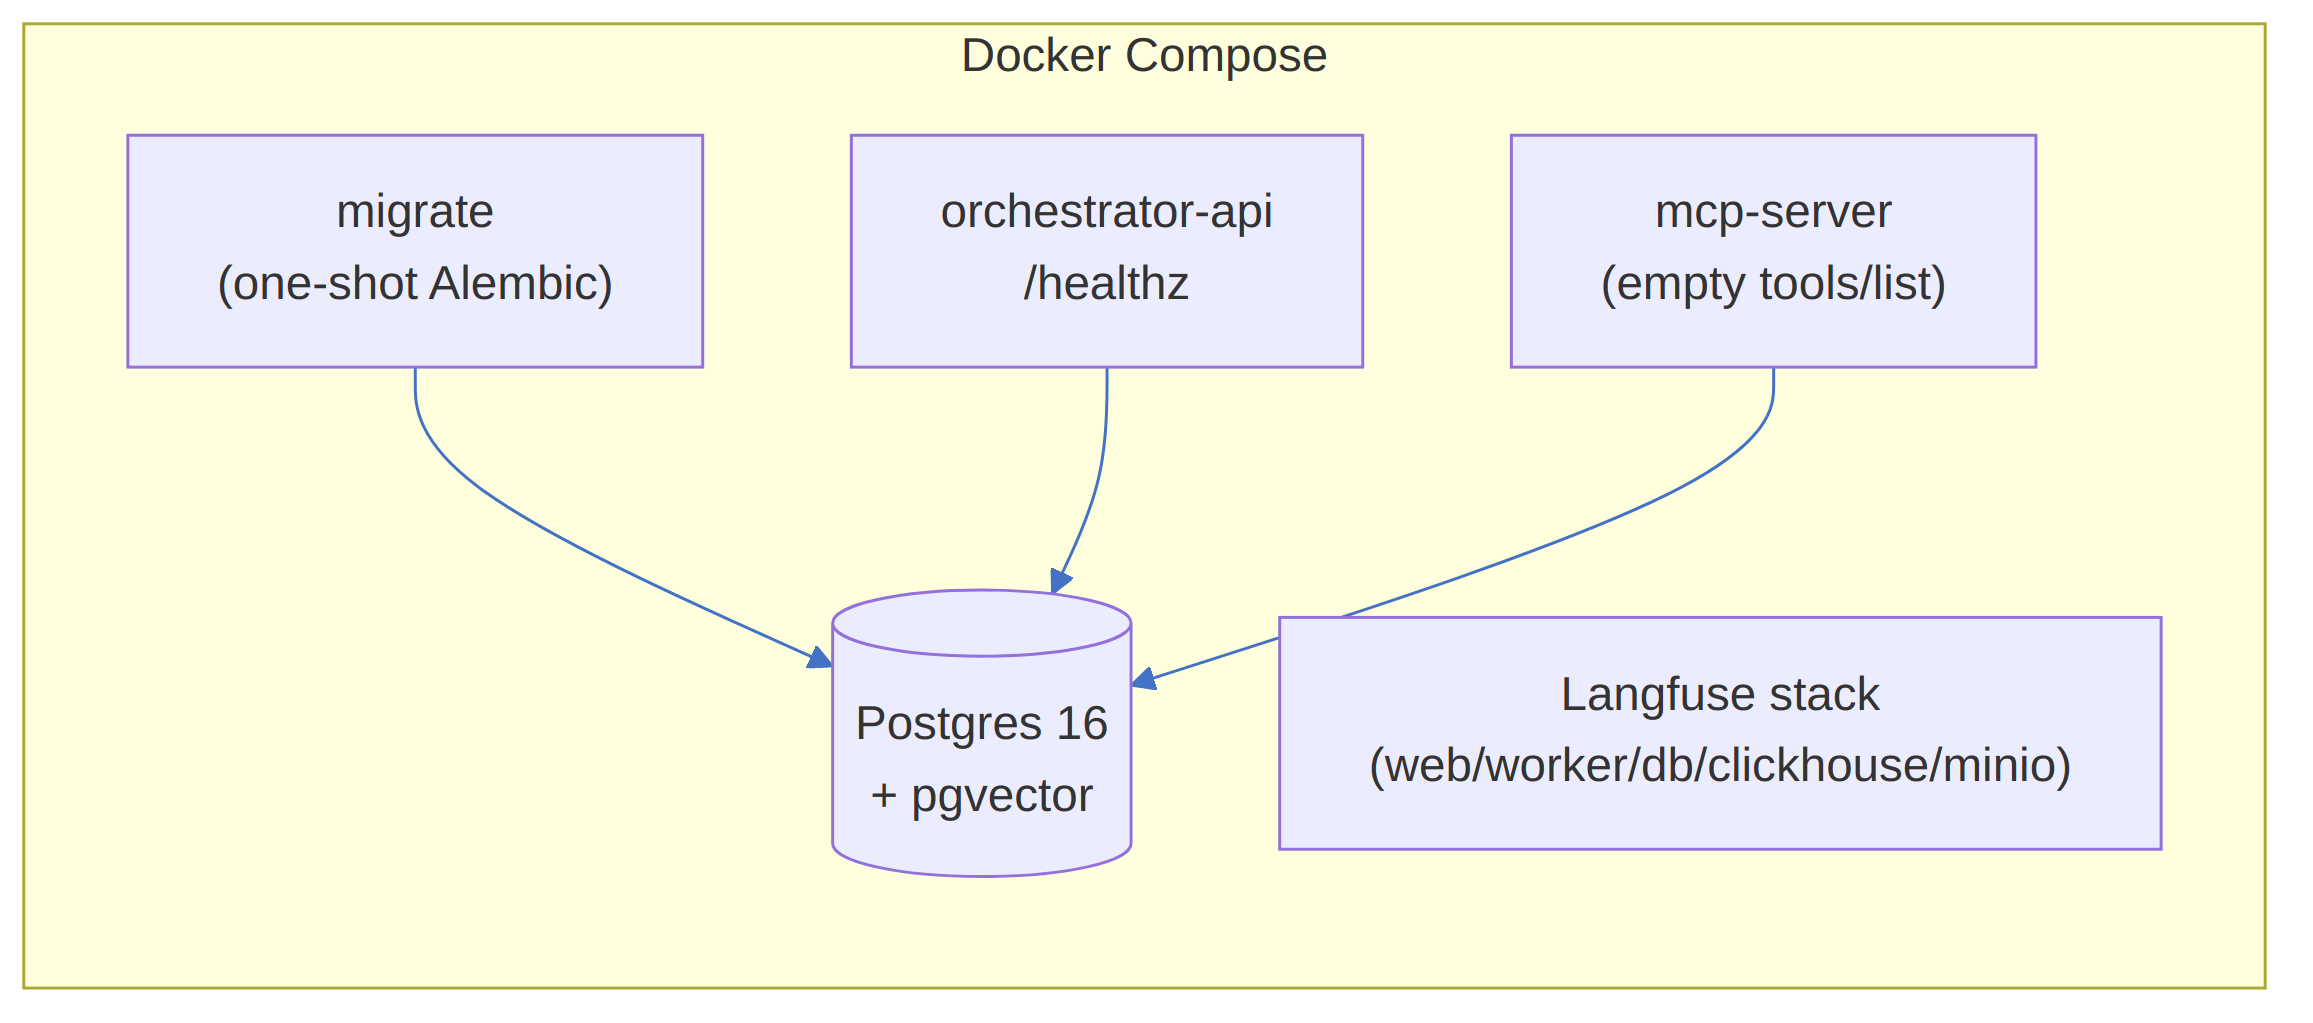 Docker Compose
migrate
(one-shot Alembic)
orchestrator-api
/healthz
mcp-server
(empty tools/list)
Postgres 16
+ pgvector
Langfuse stack
(web/worker/db/clickhouse/minio)